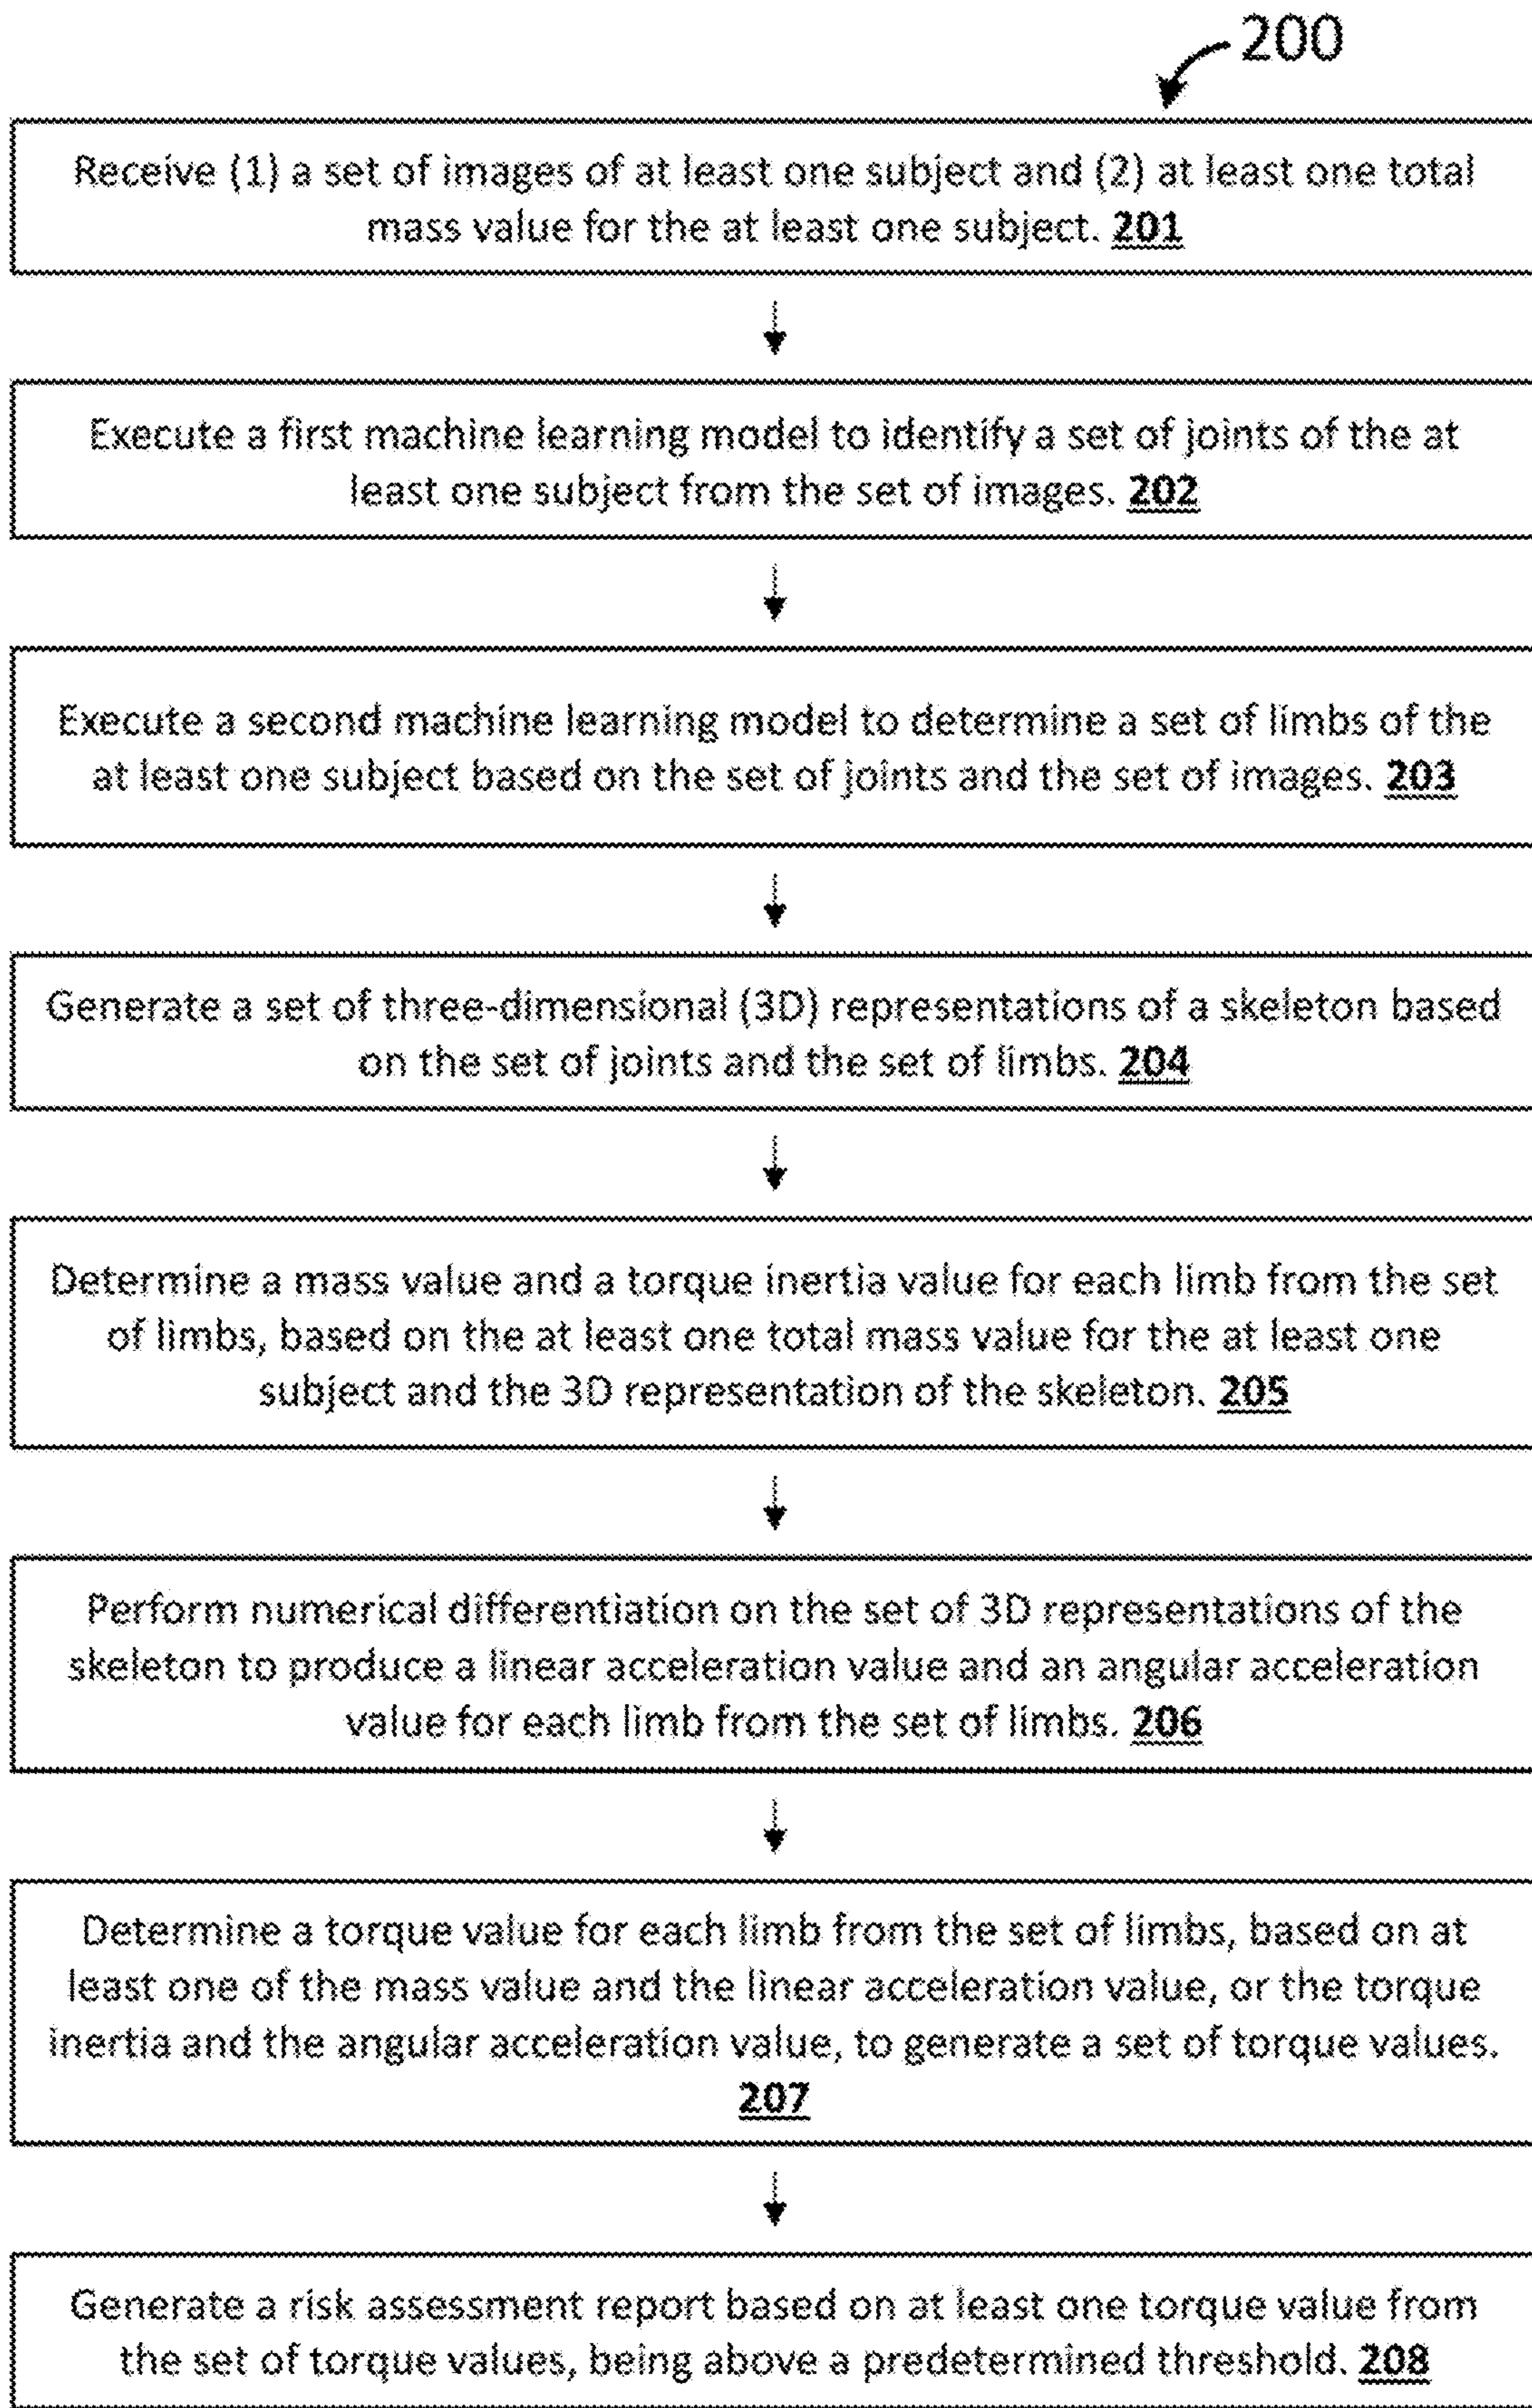 200
Receive (1) a set of images of at least one subject and (2) at least one total
mass value for the at least one subject. 201
Execute a first machine learning model to identify a set of joints of the at
least one subject from the set of images. 202
Execute a second machine learning model to determine a set of limbs of the
at least one subject based on the set of joints and the set of images. 203
Generate a set of three-dimensional (3D) representations of a skeleton based
on the set of joints and the set of limbs. 204
Determine a mass value and a torque inertia value for each limb from the set
of limbs, based on the at least one total mass value for the at least one
subject and the 3D representation of the skeleton. 205
Perform numerical differentiation on the set of 3D representations of the
skeleton to produce a linear acceleration value and an angular acceleration
value for each limb from the set of limbs. 206
Determine a torque value for each limb from the set of limbs, based on at
least one of the mass value and the linear acceleration value, or the torque
inertia and the angular acceleration value, to generate a set of torque values.
207
Generate a risk assessment report based on at least one torque value from
the set of torque values, being above a predetermined threshold. 208